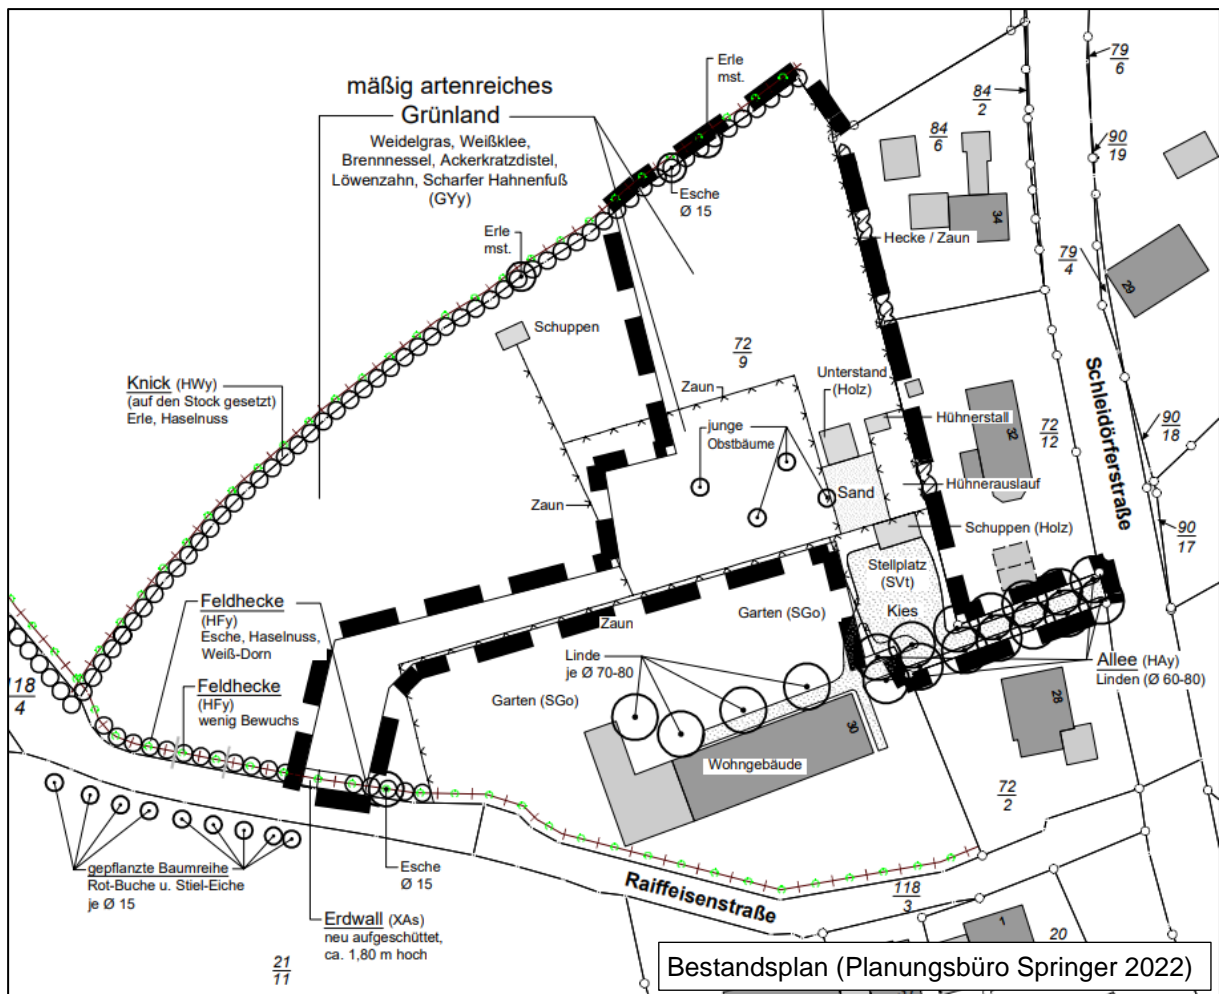 mäßig artenreiches
Grünland
Weidelgras, Weißklee,
Brennnessel, Ackerkratzdistel,
Löwenzahn, Scharfer Hahnenfuß
(GYy)
Erle
mst.
Esche
Ø 15
Erle
mst.
84
2
79
6
84
6
90
19
34
Hecke / Zaun
79
4
29
Schuppen
72
9
Knick (HWy)
(auf den Stock gesetzt)
Erle, Haselnuss
Zaun
Unterstand
(Holz)
Hühnerstall
junge
Obstbäume
32
72
12
Schleidörferstraße
90
18
Sand
Hühnerauslauf
Zaun
Schuppen (Holz)
90
17
Stellplatz
(SVt)
Kies
Feldhecke
(HFy)
Esche, Haselnuss,
Weiß-Dorn
Garten (SGo)
Zaun
Linde
je Ø 70-80
Allee (HAy)
Linden (Ø 60-80)
118
4
Feldhecke
(HFy)
wenig Bewuchs
Garten (SGo)
28
30
Wohngebäude
72
2
gepflanzte Baumreihe
Rot-Buche u. Stiel-Eiche
je Ø 15
Esche
Ø 15
Raiffeisenstraße
118
3
Erdwall (XAs)
neu aufgeschüttet,
ca. 1,80 m hoch
1
20
21
11
Bestandsplan (Planungsbüro Springer 2022)